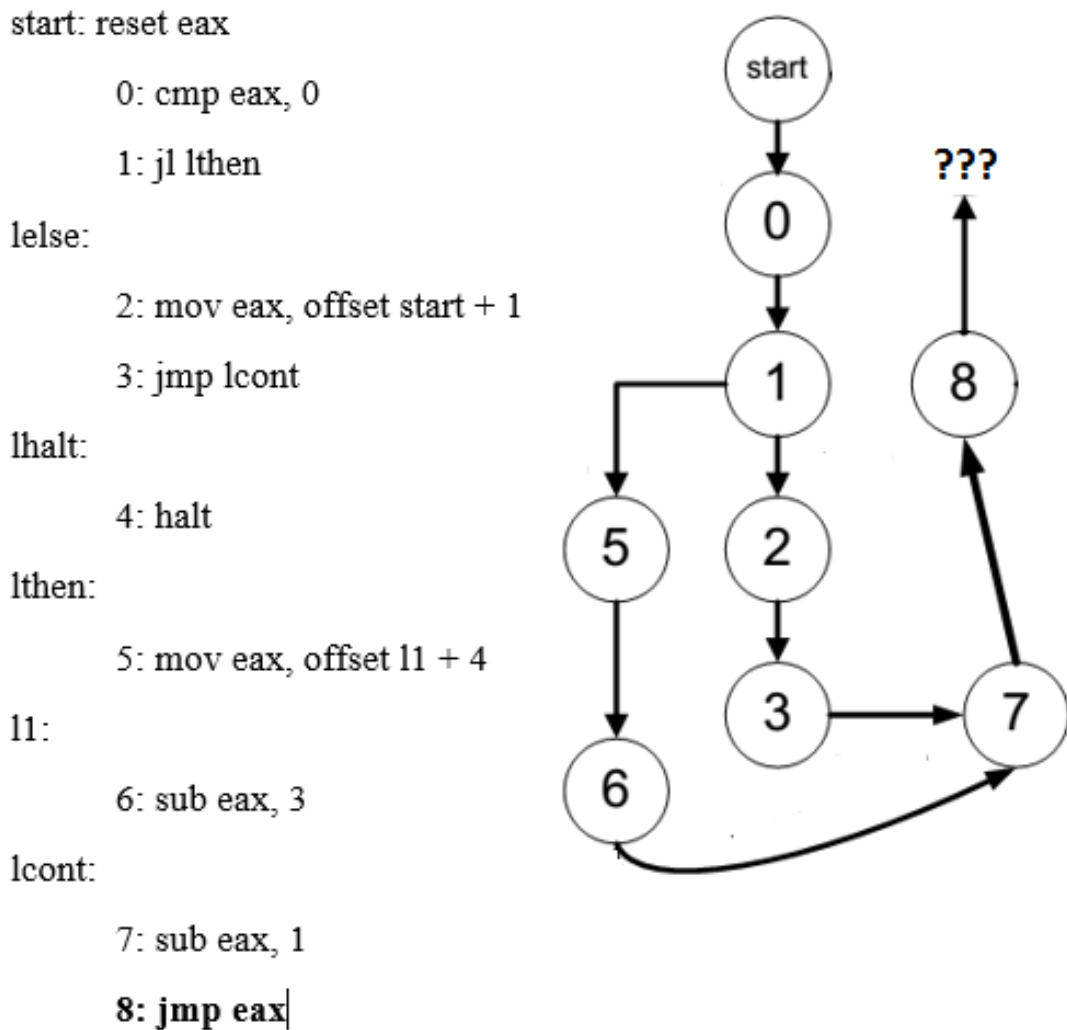 start: reset eax
0: cmp eax, 0
1: jl lthen
lelse:
2: mov eax, offset start + 1
3: jmp lcont
lhalt:
4: halt
lthen:
5: mov eax, offset l1 + 4
l1:
6: sub eax, 3
lcont:
7: sub eax, 1
8: jmp eax
start
0
???
1
8
5
2
3
7
6